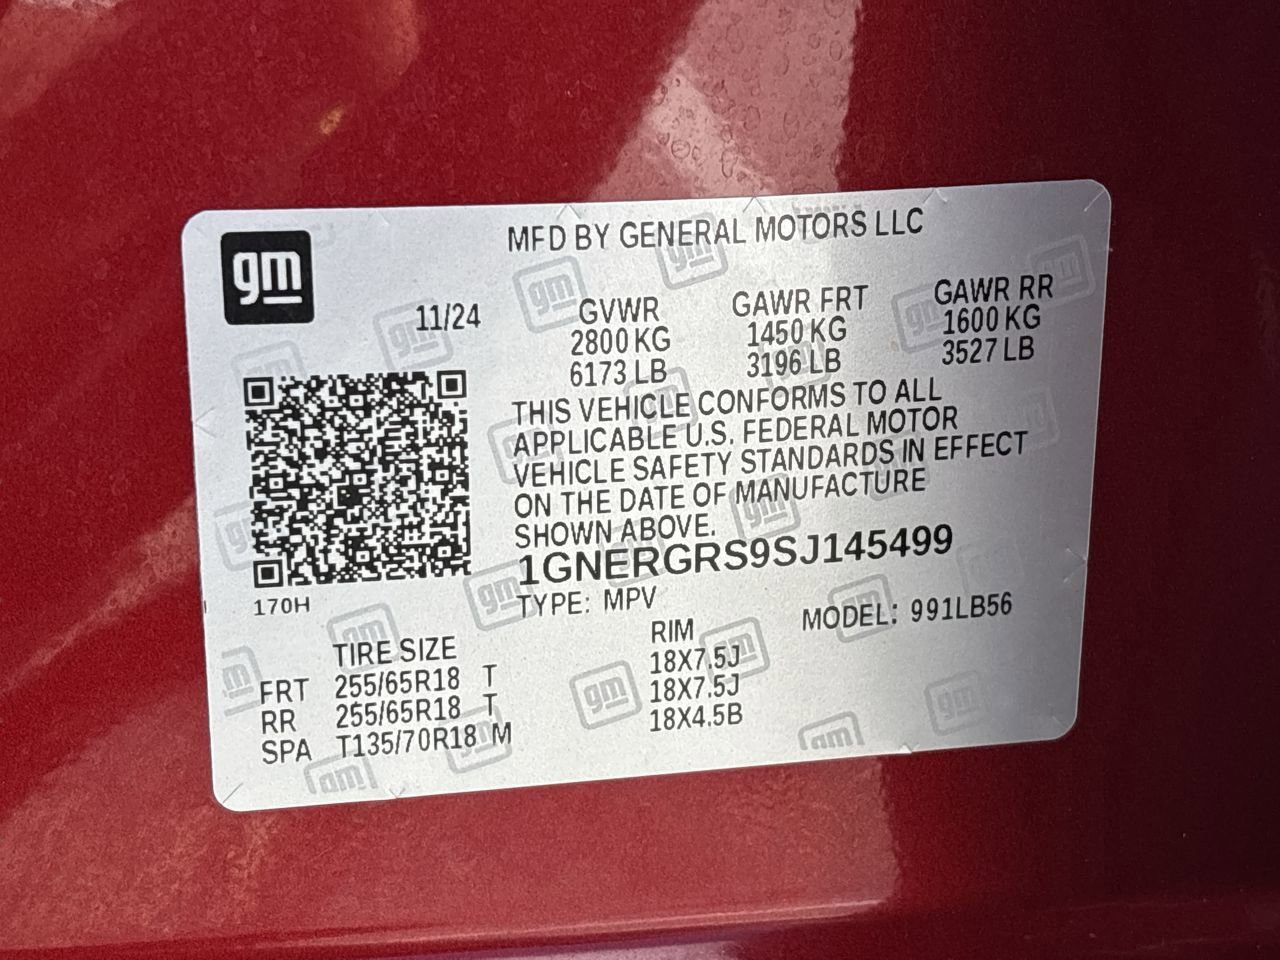 gm
MFD BY GENERAL MOTORS LLC
11/24
GVWR
2800 KG
6173 LB
GAWR FRT
1450 KG
3196 LB
GAWR RR
1600 KG
3527 LB
THIS VEHICLE CONFORMS TO ALL
APPLICABLE U.S. FEDERAL MOTOR
VEHICLE SAFETY STANDARDS IN EFFECT
ON THE DATE OF MANUFACTURE
SHOWN ABOVE.
1GNERGRS9SJ145499
170H
TYPE: MPV
MODEL: 991LB56
TIRE SIZE
RIM
FRT 255/65R18 T 18X7.5J
RR 255/65R18 T 18X7.5J
SPA T135/70R18 M 18X4.5B